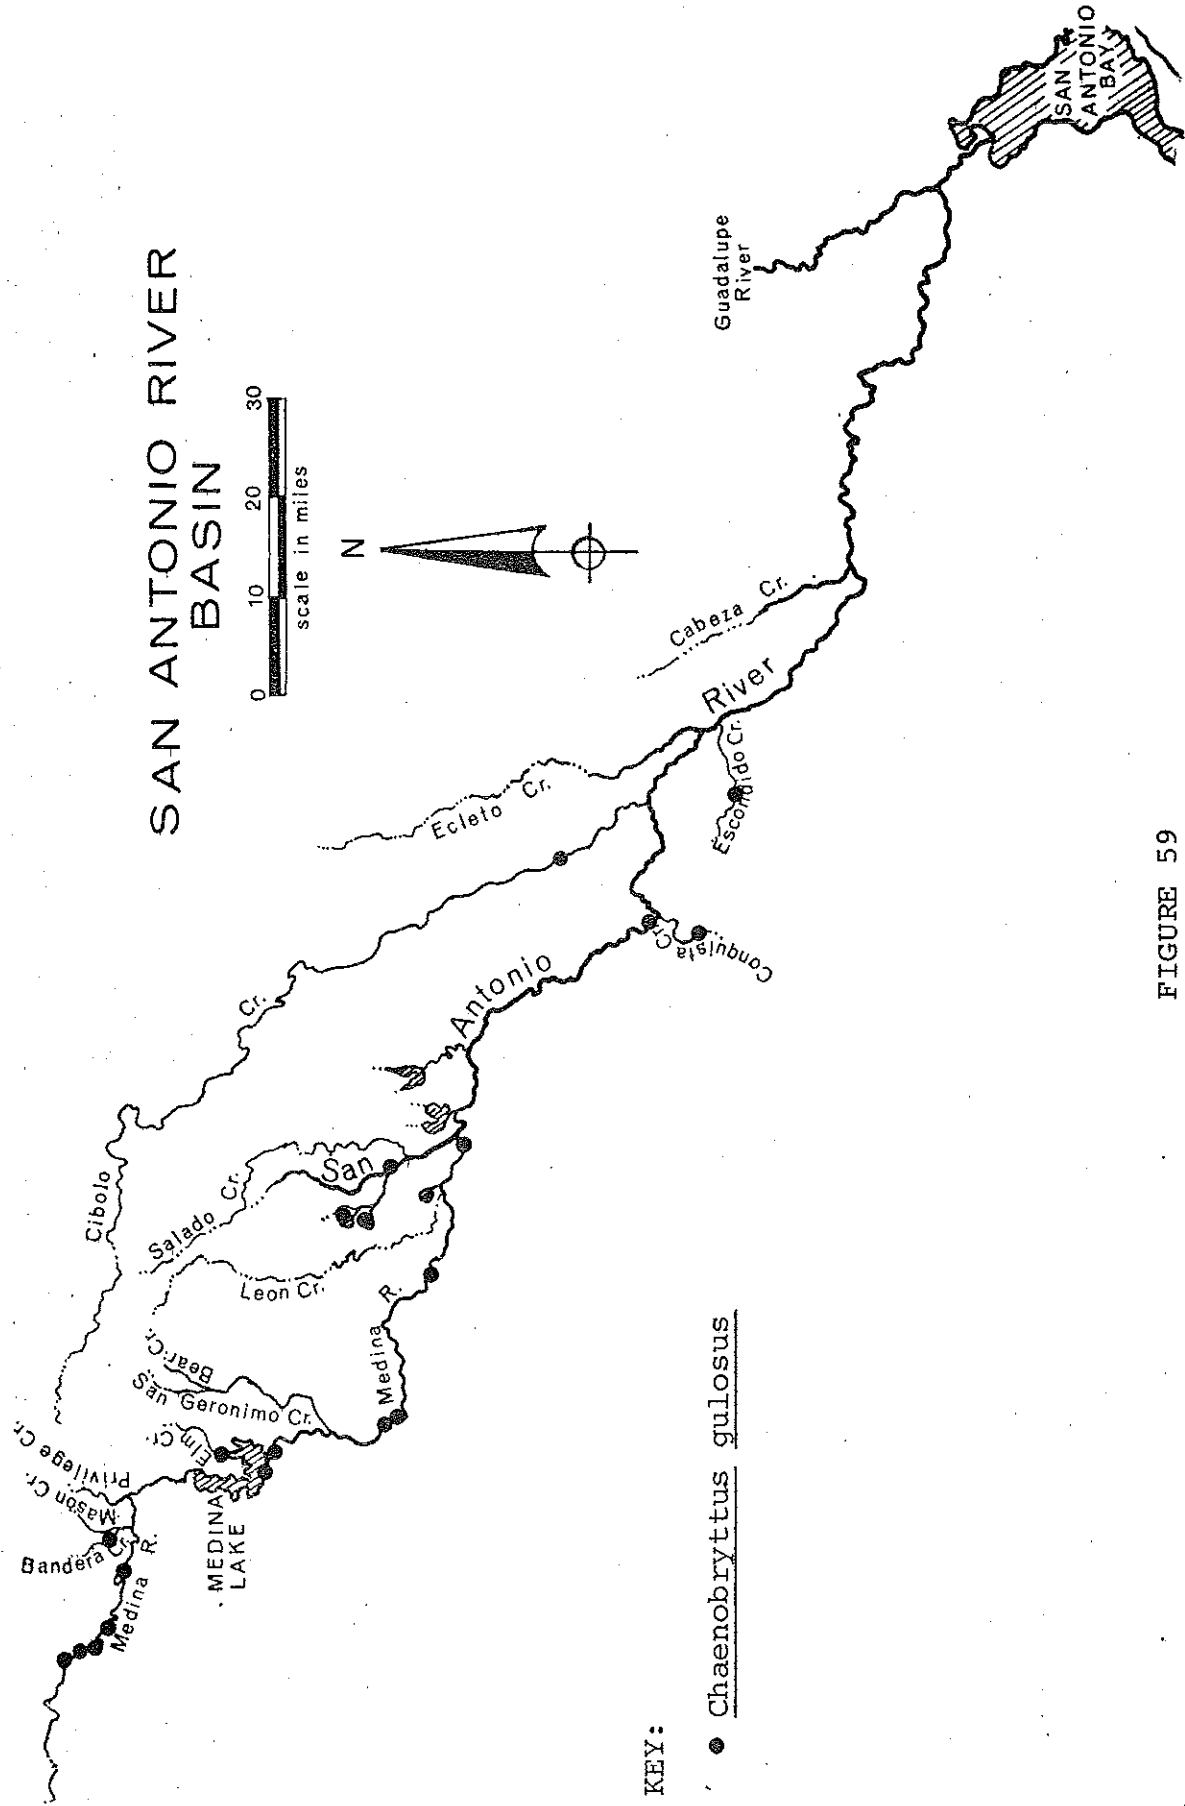 SAN ANTONIO RIVER
BASIN
0 10 20 30
scale in miles
N
Privilege Cr.
Mason Cr.
Bandera Cr.
R.
Medina
MEDINA
LAKE
Elm Cr.
San Geronimo Cr.
Bear Cr.
Medina
R.
Leon Cr.
Salado Cr.
Cibolo
Cr.
San
Antonio
River
Ecleto Cr.
Conquista Cr.
Escondido Cr.
Cabeza Cr.
Guadalupe
River
SAN
ANTONIO
BAY
KEY:
Chaenobryttus gulosus
FIGURE 59